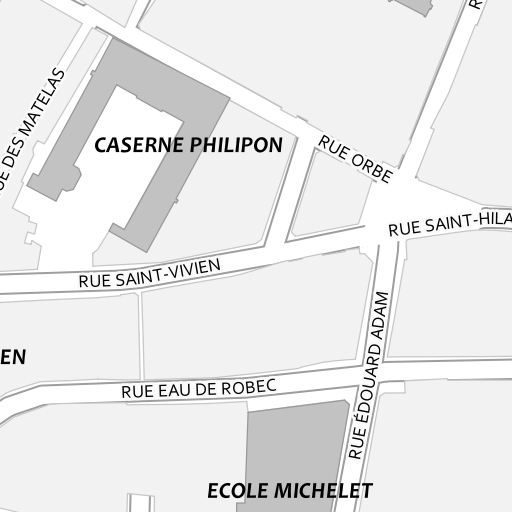 RUE DES MATELAS
CASERNE PHILIPON
RUE ORBE
RUE SAINT-HILA
RUE SAINT-VIVIEN
EN
RUE EAU DE ROBEC
RUE ÉDOUARD ADAM
ECOLE MICHELET